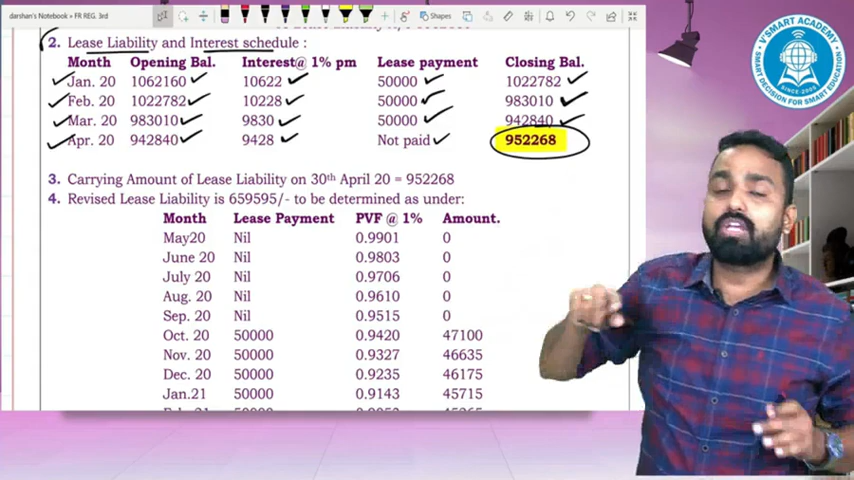 darshan's Notebook » FR REG. 3rd
Shapes
2. Lease Liability and Interest schedule :
Month Opening Bal. Interest@ 1% pm Lease payment Closing Bal.
Jan. 20 1062160 10622 50000 1022782
Feb. 20 1022782 10228 50000 983010
Mar. 20 983010 9830 50000 942840
Apr. 20 942840 9428 Not paid 952268
3. Carrying Amount of Lease Liability on 30th April 20 = 952268
4. Revised Lease Liability is 659595/- to be determined as under:
Month Lease Payment PVF @ 1% Amount.
May20 Nil 0.9901 0
June 20 Nil 0.9803 0
July 20 Nil 0.9706 0
Aug. 20 Nil 0.9610 0
Sep. 20 Nil 0.9515 0
Oct. 20 50000 0.9420 47100
Nov. 20 50000 0.9327 46635
Dec. 20 50000 0.9235 46175
Jan.21 50000 0.9143 45715
V'SMART ACADEMY
SINCE-2009
SMART DECISION FOR SMART EDUCATION